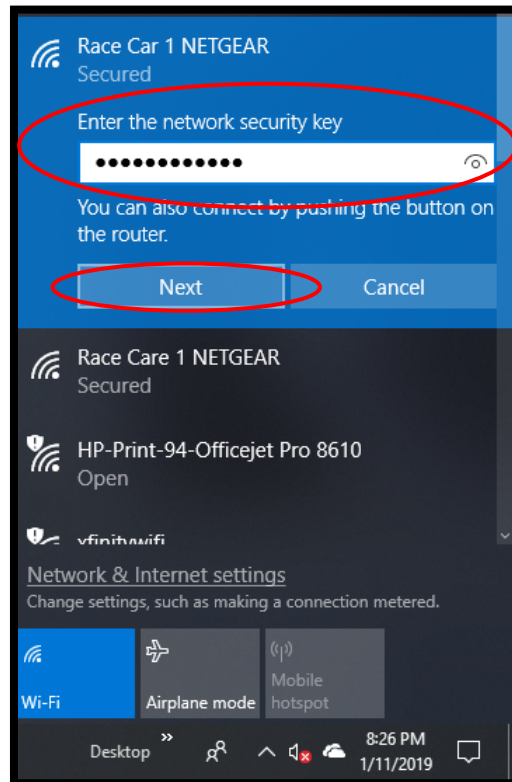 Race Car 1 NETGEAR
Secured
Enter the network security key
●●●●●●●●●●●●
You can also connect by pushing the button on
the router.
Next Cancel
Race Care 1 NETGEAR
Secured
HP-Print-94-Officejet Pro 8610
Open
xfinitywifi
Network & Internet settings
Change settings, such as making a connection metered.
Wi-Fi Airplane mode Mobile
hotspot
Desktop » 8:26 PM
1/11/2019